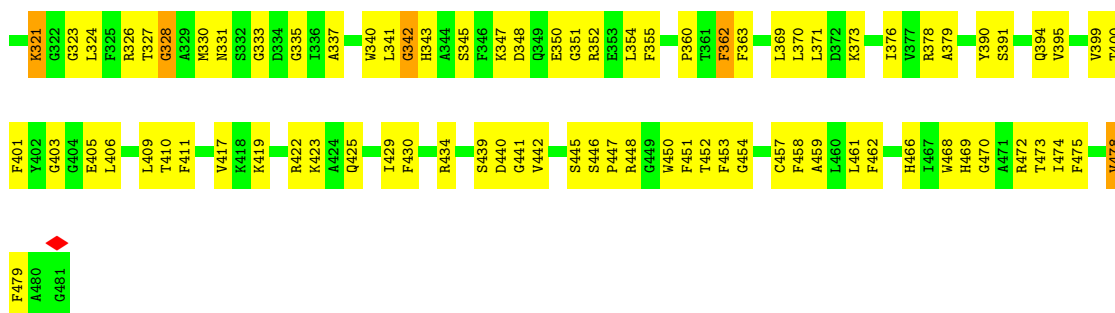 K321 G322 G323 L324 F325 R326 T327 G328 A329 M330 N331 S332 G333 D334 G335 I336 A337 W340 L341 G342 H343 A344 S345 F346 K347 D348 Q349 E350 G351 R352 E353 L354 F355 P360 T361 F362 F363 L369 L370 L371 D372 K373 I376 V377 R378 A379 Y390 S391 Q394 V395 V399 T400
F401 Y402 G403 G404 E405 L406 L409 T410 F411 V417 K418 K419 R422 K423 A424 Q425 I429 F430 R434 S439 D440 G441 V442 S445 S446 P447 R448 G449 W450 F451 T452 F453 G454 C457 F458 A459 L460 L461 F462 H466 I467 W468 H469 G470 A471 R472 T473 I474 F475 V478
F479 A480 G481